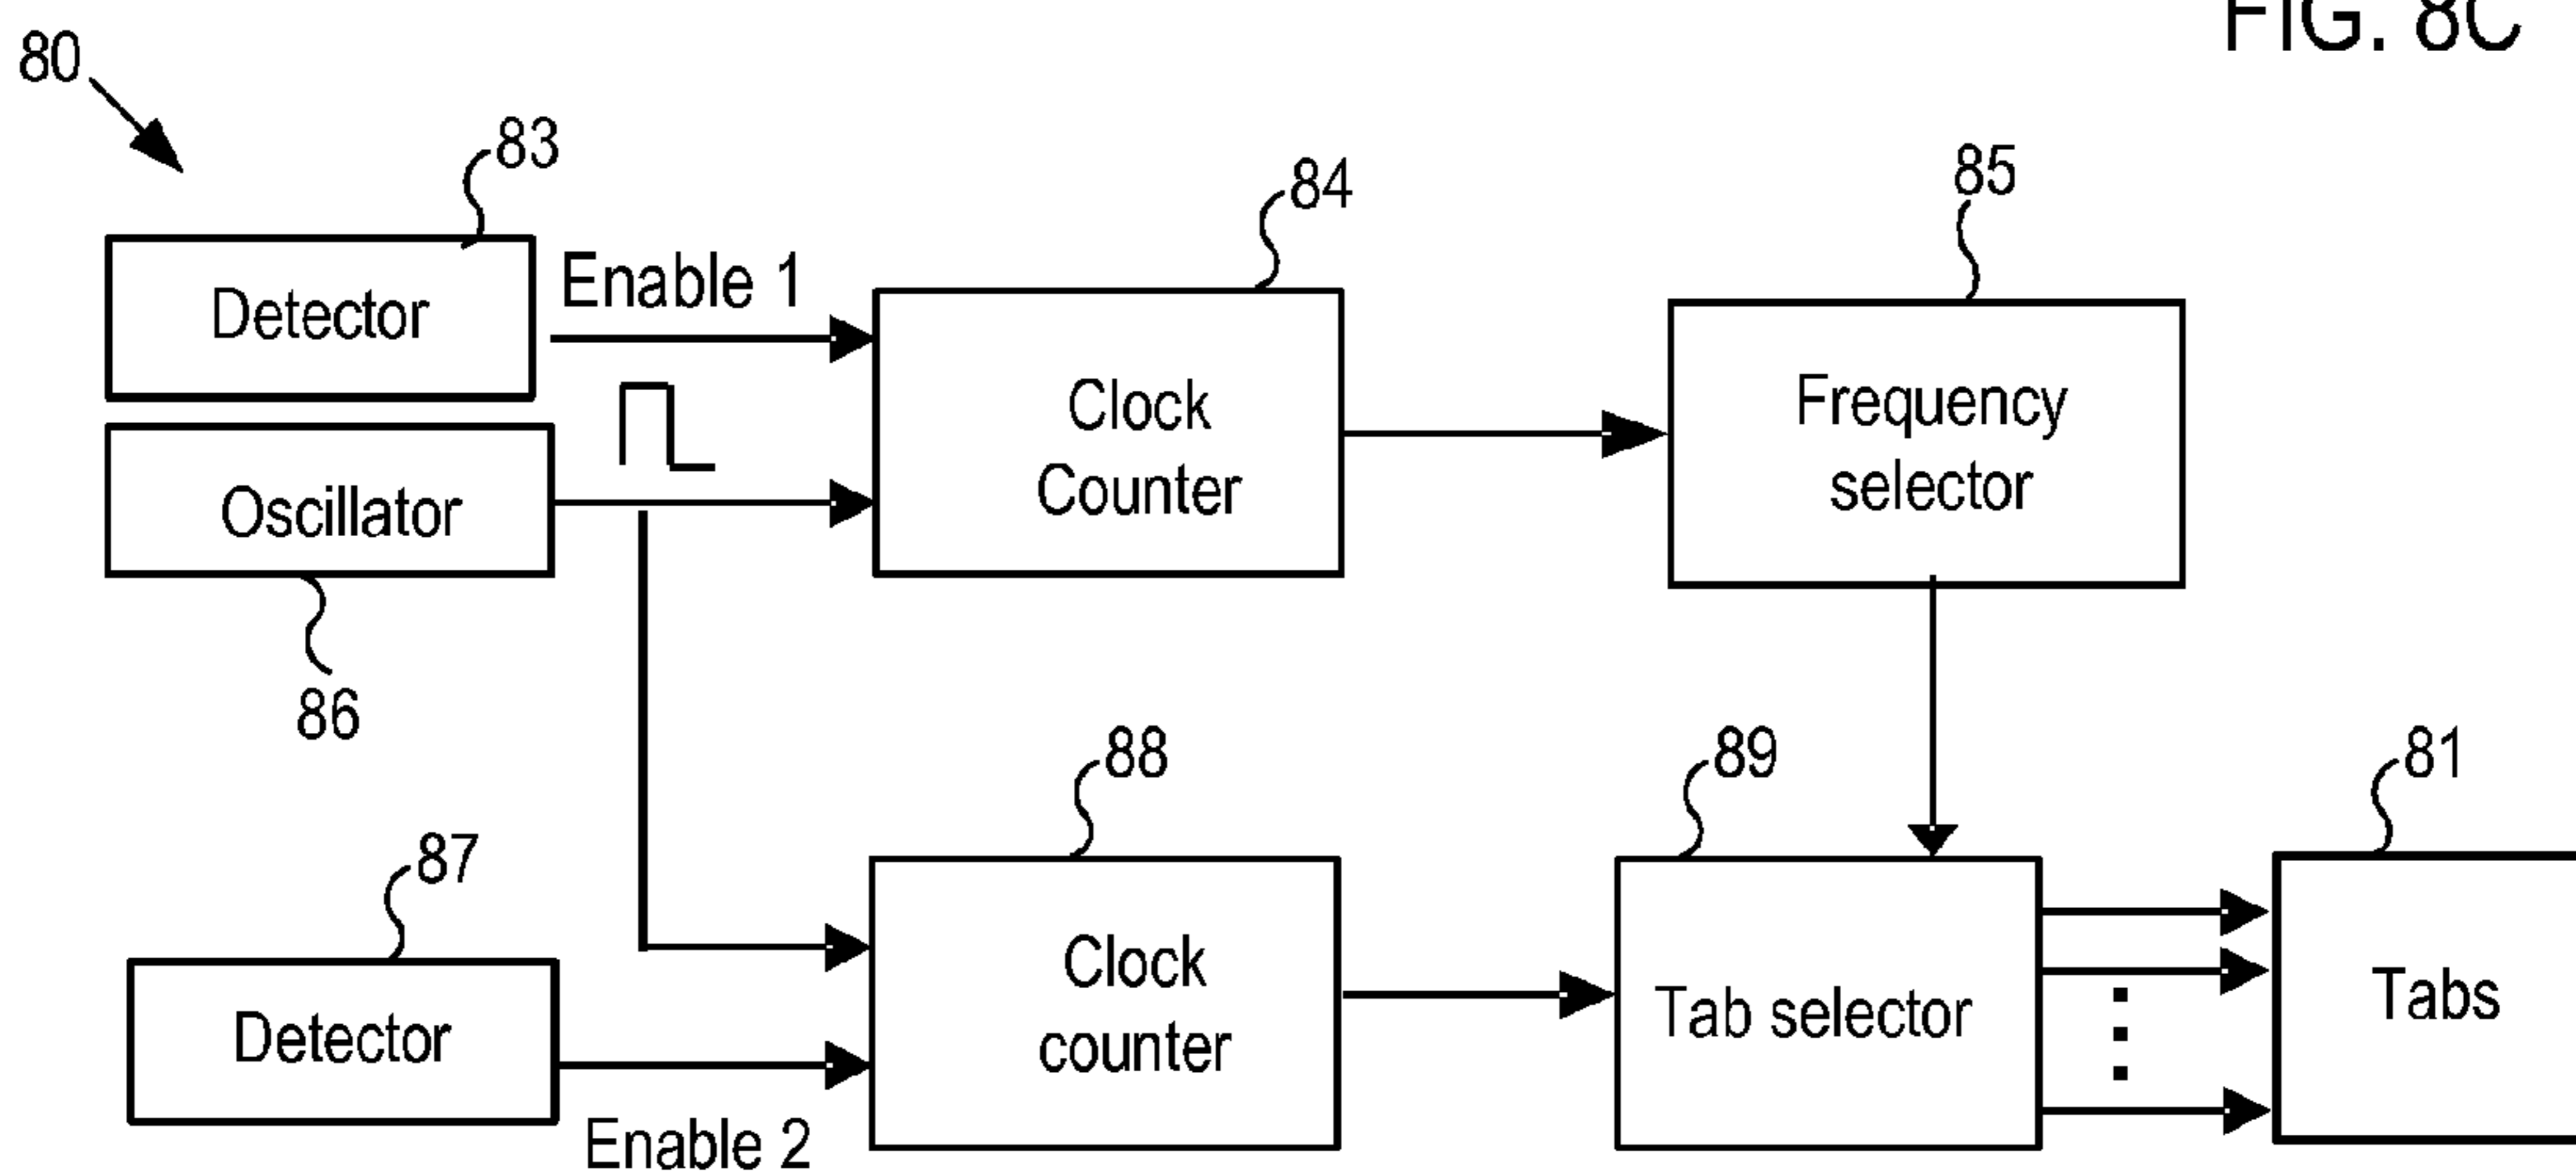 FIG. 8C
80
83
84
85
Detector
Enable 1
Clock
Counter
Frequency
selector
Oscillator
86
87
88
89
81
Detector
Enable 2
Clock
counter
Tab selector
Tabs